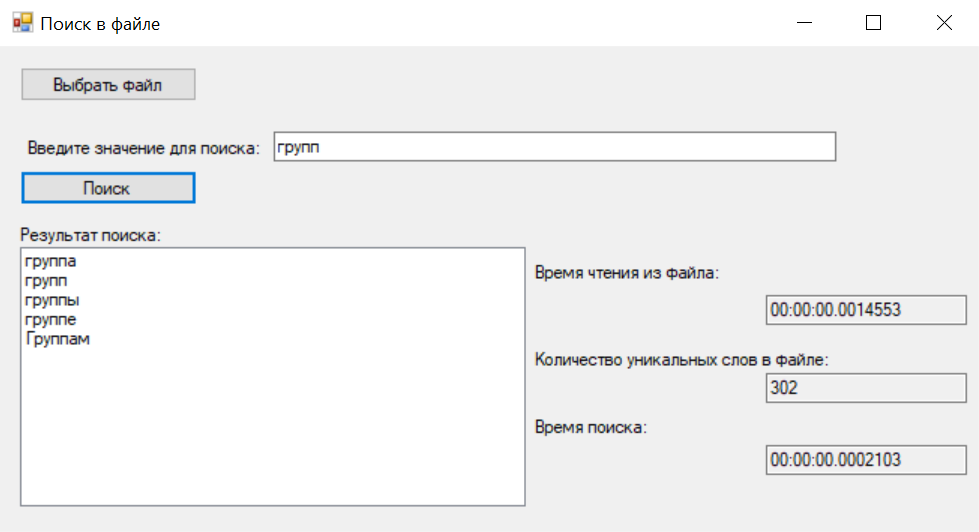 Поиск в файле
Выбрать файл
Введите значение для поиска: групп
Поиск
Результат поиска:
группа
групп
группы
группе
Группам
Время чтения из файла:
00:00:00.0014553
Количество уникальных слов в файле:
302
Время поиска:
00:00:00.0002103